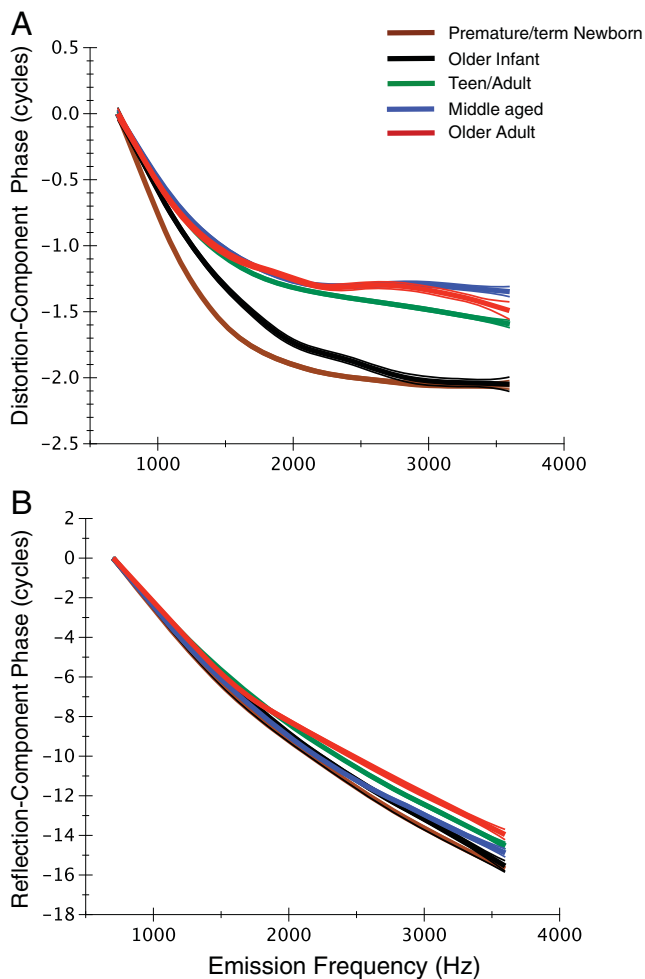 A
Premature/term Newborn
Older Infant
Teen/Adult
Middle aged
Older Adult
Distortion-Component Phase (cycles)
0.5
0.0
−0.5
−1.0
−1.5
−2.0
−2.5
1000 2000 3000 4000
B
Reflection-Component Phase (cycles)
2
0
−2
−4
−6
−8
−10
−12
−14
−16
−18
1000 2000 3000 4000
Emission Frequency (Hz)